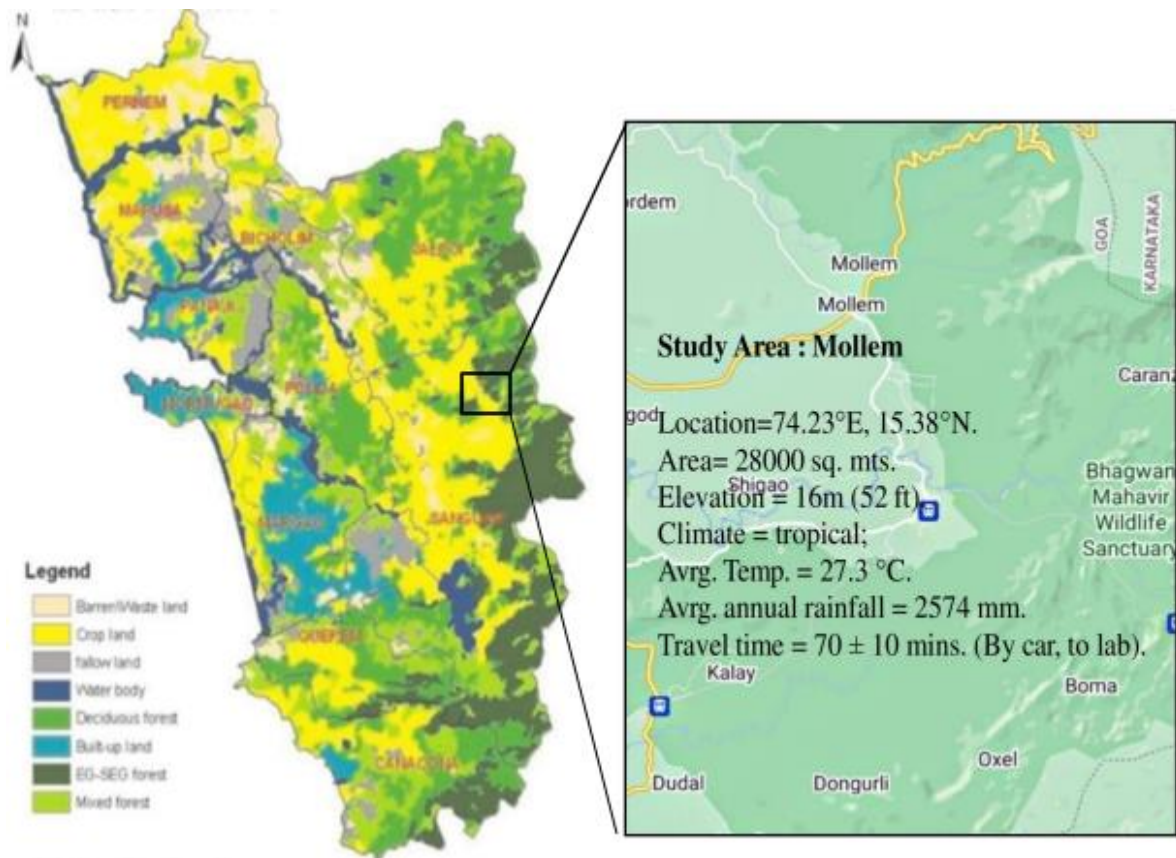 N
PERNEM
MAPUSA
BICHOLIM
PONDA
SANGUEM
CANACONA
Legend
Barren/Waste land
Crop land
fallow land
Water body
Deciduous forest
Built-up land
EG-SEG forest
Mixed forest
ordem
Mollem
Mollem
GOA
KARNATAKA
Study Area : Mollem
Caranz
Location=74.23°E, 15.38°N.
god
Area= 28000 sq. mts.
Shigao
Bhagwan
Mahavir
Wildlife
Sanctuary
Elevation = 16m (52 ft)
Climate = tropical;
Avrg. Temp. = 27.3 °C.
Avrg. annual rainfall = 2574 mm.
Travel time = 70 ± 10 mins. (By car, to lab).
Kalay
Boma
Oxel
Dudal
Dongurli